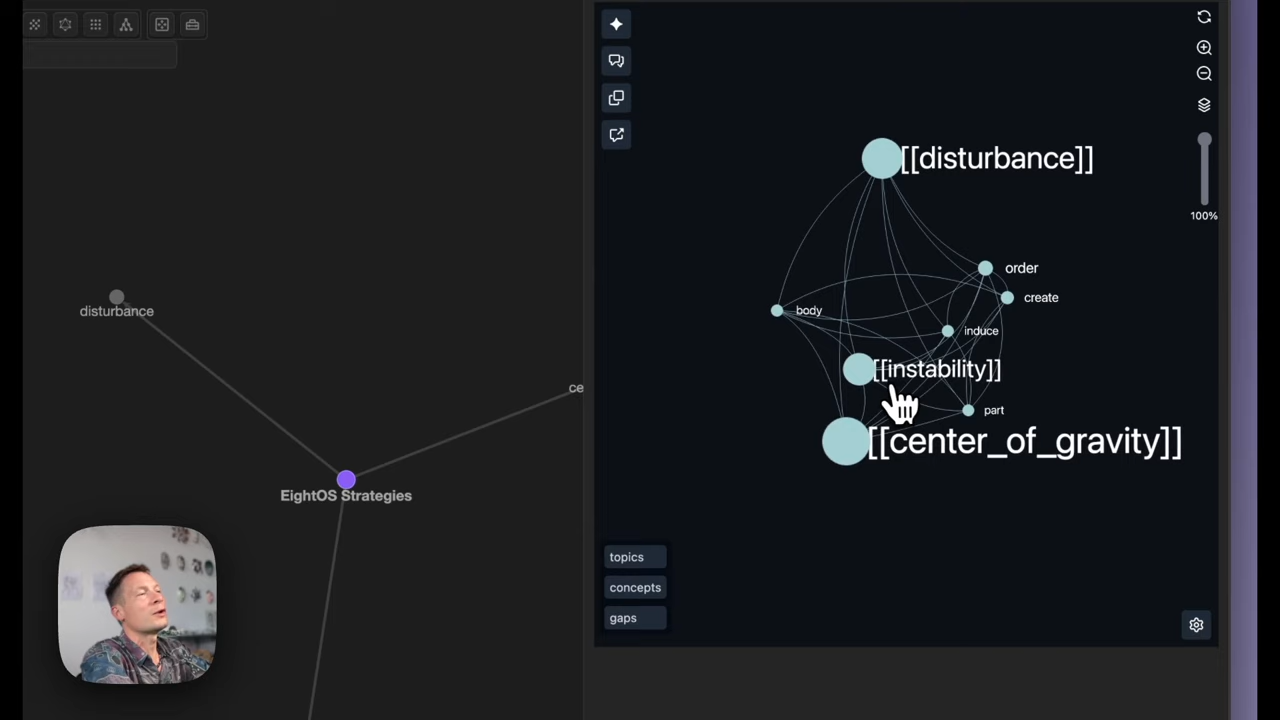 [[disturbance]]
order
create
body
induce
[[instability]]
part
[[center_of_gravity]]
100%
disturbance
ce
EightOS Strategies
topics
concepts
gaps